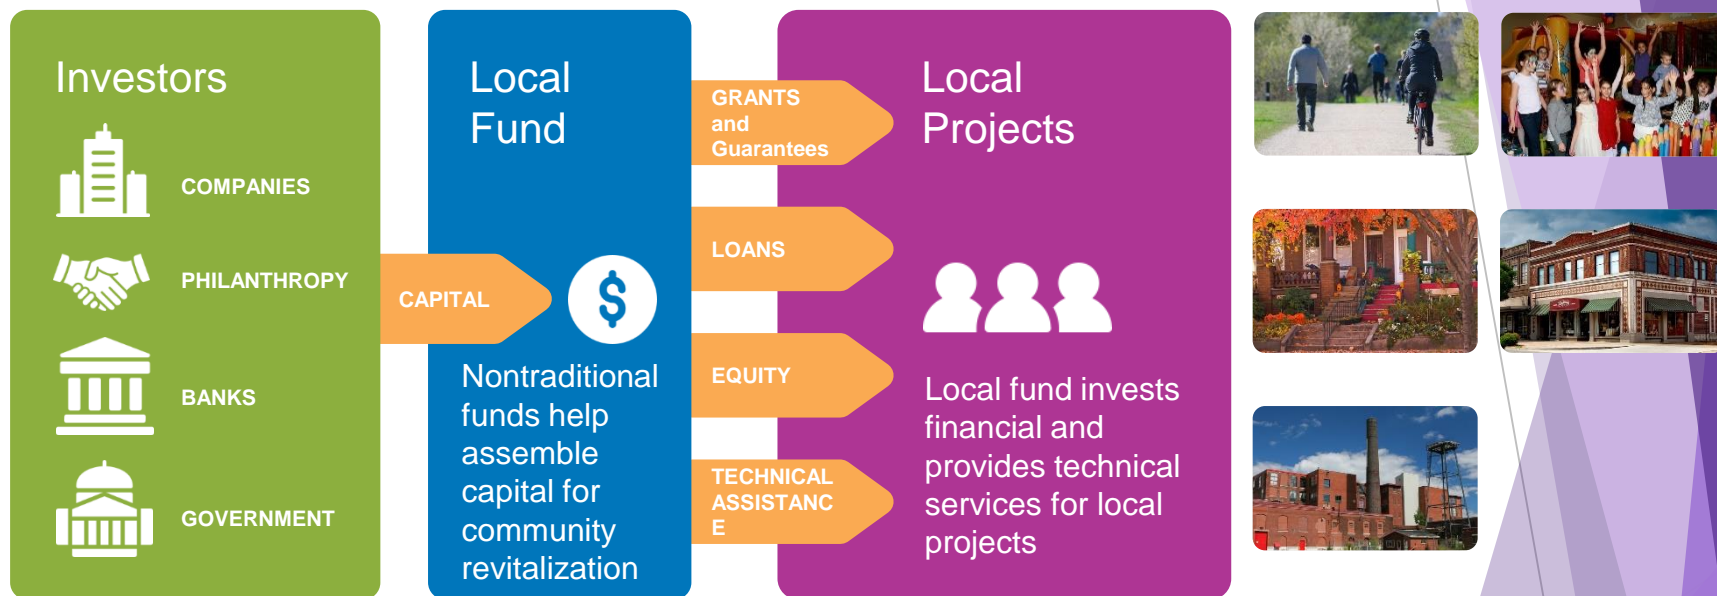 Investors
COMPANIES
PHILANTHROPY
BANKS
GOVERNMENT
CAPITAL
Local
Fund
Nontraditional
funds help
assemble
capital for
community
revitalization
GRANTS
and
Guarantees
LOANS
EQUITY
TECHNICAL
ASSISTANC
E
Local
Projects
Local fund invests
financial and
provides technical
services for local
projects